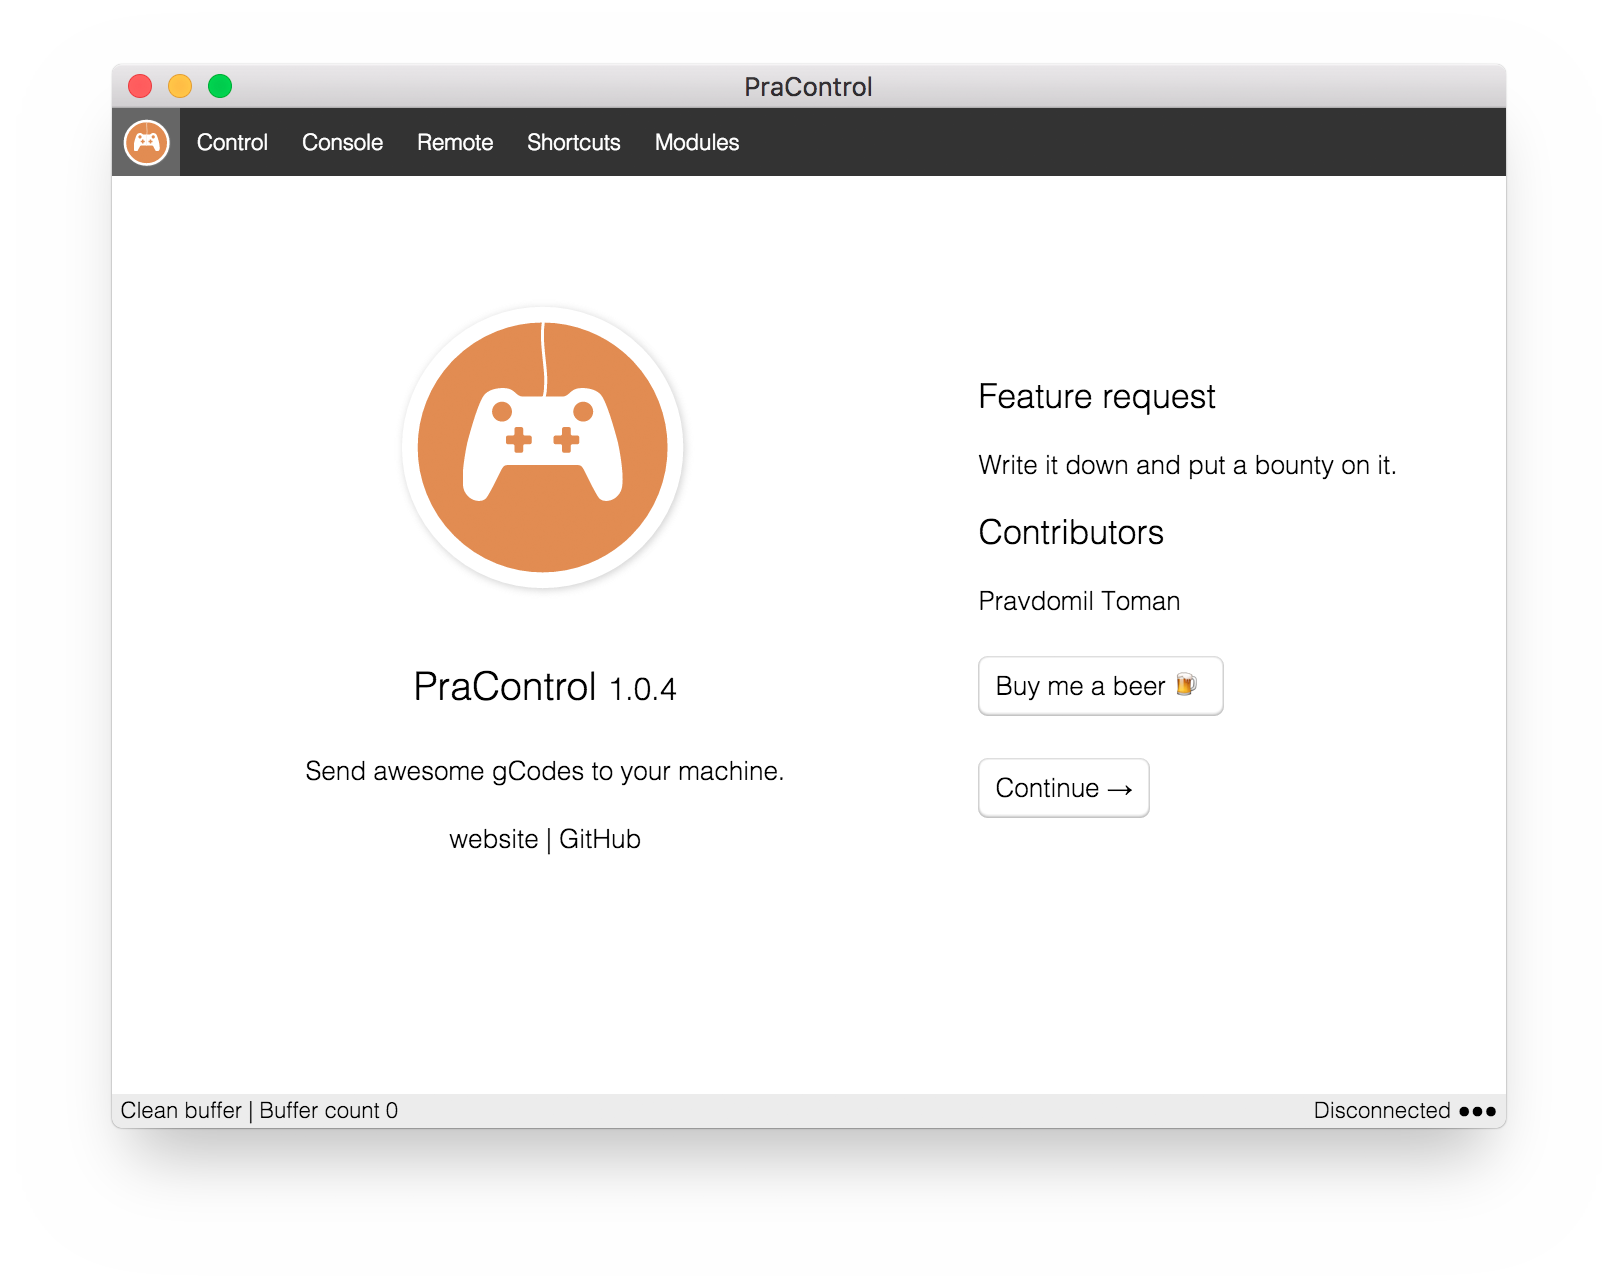 PraControl
Control Console Remote Shortcuts Modules
PraControl 1.0.4
Send awesome gCodes to your machine.
website | GitHub
Feature request
Write it down and put a bounty on it.
Contributors
Pravdomil Toman
Buy me a beer 🍺
Continue →
Clean buffer | Buffer count 0
Disconnected ●●●